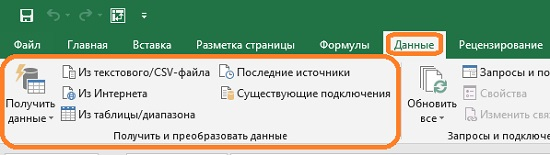 Файл Главная Вставка Разметка страницы Формулы Данные Рецензирование
Получить данные
Из текстового/CSV-файла
Из Интернета
Из таблицы/диапазона
Последние источники
Существующие подключения
Получить и преобразовать данные
Обновить все
Запросы и по
Свойства
Изменить свя
Запросы и подключе